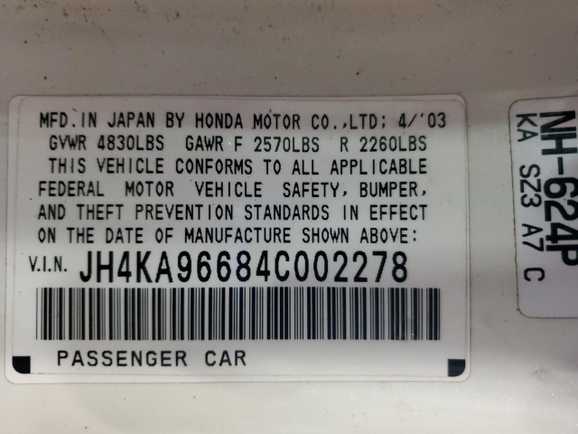 MFD. IN JAPAN BY HONDA MOTOR CO.,LTD; 4/'03
GVWR 4830LBS GAWR F 2570LBS R 2260LBS
THIS VEHICLE CONFORMS TO ALL APPLICABLE
FEDERAL MOTOR VEHICLE SAFETY, BUMPER,
AND THEFT PREVENTION STANDARDS IN EFFECT
ON THE DATE OF MANUFACTURE SHOWN ABOVE:
V.I.N. JH4KA96684C002278
PASSENGER CAR
NH-624P
KA SZ3 A7 C